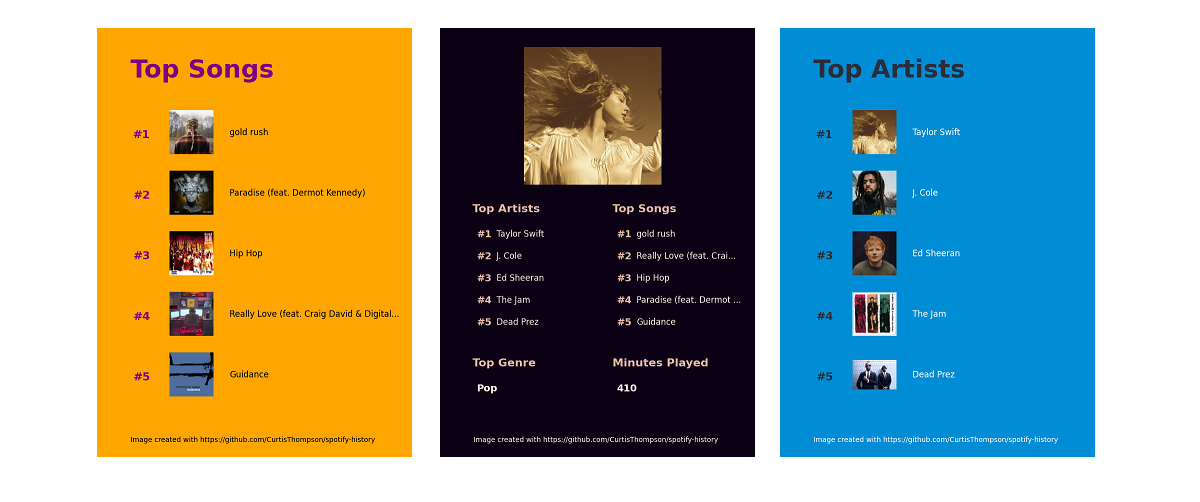 Top Songs
#1 gold rush
#2 Paradise (feat. Dermot Kennedy)
#3 Hip Hop
#4 Really Love (feat. Craig David & Digital...
#5 Guidance
Image created with https://github.com/CurtisThompson/spotify-history
Top Artists
#1 Taylor Swift
#2 J. Cole
#3 Ed Sheeran
#4 The Jam
#5 Dead Prez
Top Songs
#1 gold rush
#2 Really Love (feat. Crai...
#3 Hip Hop
#4 Paradise (feat. Dermot ...
#5 Guidance
Top Genre
Pop
Minutes Played
410
Image created with https://github.com/CurtisThompson/spotify-history
Top Artists
#1 Taylor Swift
#2 J. Cole
#3 Ed Sheeran
#4 The Jam
#5 Dead Prez
Image created with https://github.com/CurtisThompson/spotify-history